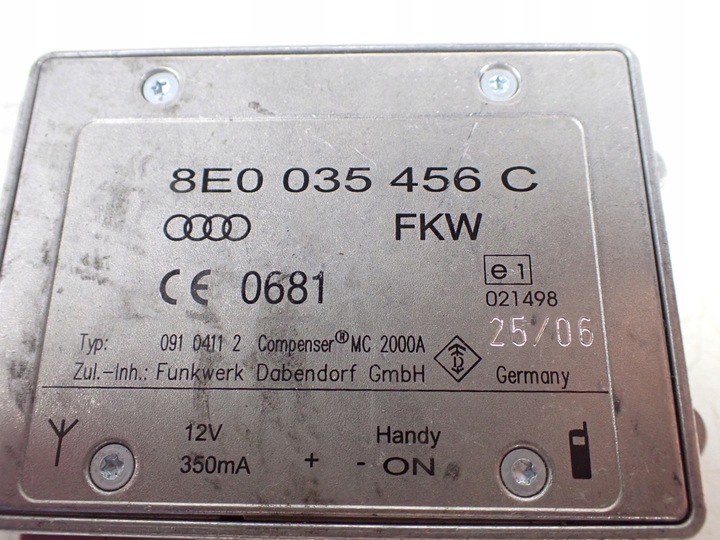 8E0 035 456 C
FKW
CE 0681
e1
021498
25/06
Typ: 091 0411 2 Compenser® MC 2000A
Zul.-Inh.: Funkwerk Dabendorf GmbH Germany
12V Handy
350mA + - ON